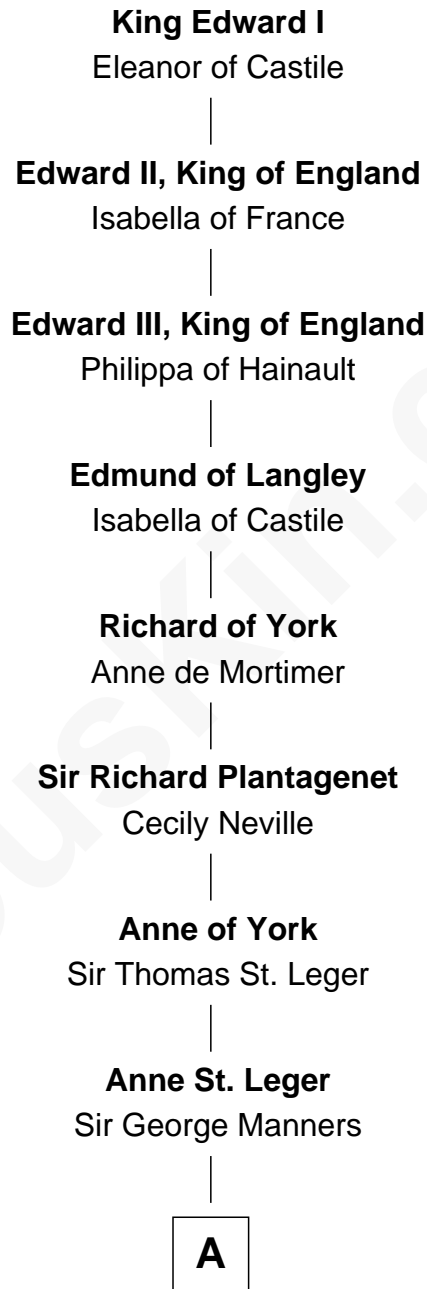 King Edward I
Eleanor of Castile
Edward II, King of England
Isabella of France
Edward III, King of England
Philippa of Hainault
Edmund of Langley
Isabella of Castile
Richard of York
Anne de Mortimer
Sir Richard Plantagenet
Cecily Neville
Anne of York
Sir Thomas St. Leger
Anne St. Leger
Sir George Manners
A